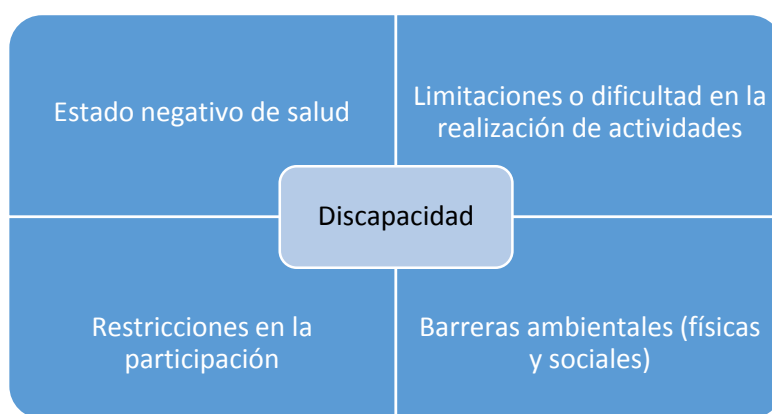 Estado negativo de salud
Limitaciones o dificultad en la
realización de actividades
Discapacidad
Restricciones en la
participación
Barreras ambientales (físicas
y sociales)